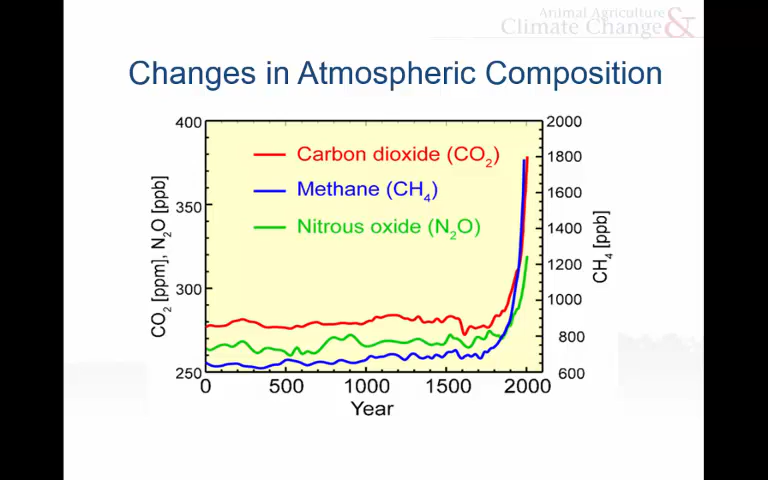 Animal Agriculture
Climate Change &
Changes in Atmospheric Composition
400
350
300
250
CO₂ [ppm], N₂O [ppb]
Carbon dioxide (CO₂)
Methane (CH₄)
Nitrous oxide (N₂O)
2000
1800
1600
1400
1200
1000
800
600
CH₄ [ppb]
0 500 1000 1500 2000
Year